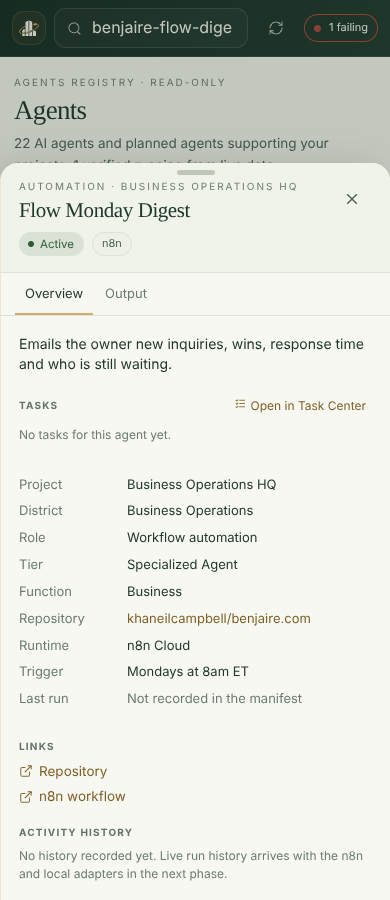 benjaire-flow-dige
1 failing
AGENTS REGISTRY · READ-ONLY
Agents
22 AI agents and planned agents supporting your
AUTOMATION · BUSINESS OPERATIONS HQ
Flow Monday Digest
Active
n8n
Overview
Output
Emails the owner new inquiries, wins, response time
and who is still waiting.
TASKS
Open in Task Center
No tasks for this agent yet.
Project Business Operations HQ
District Business Operations
Role Workflow automation
Tier Specialized Agent
Function Business
Repository khaneilcampbell/benjaire.com
Runtime n8n Cloud
Trigger Mondays at 8am ET
Last run Not recorded in the manifest
LINKS
Repository
n8n workflow
ACTIVITY HISTORY
No history recorded yet. Live run history arrives with the n8n
and local adapters in the next phase.